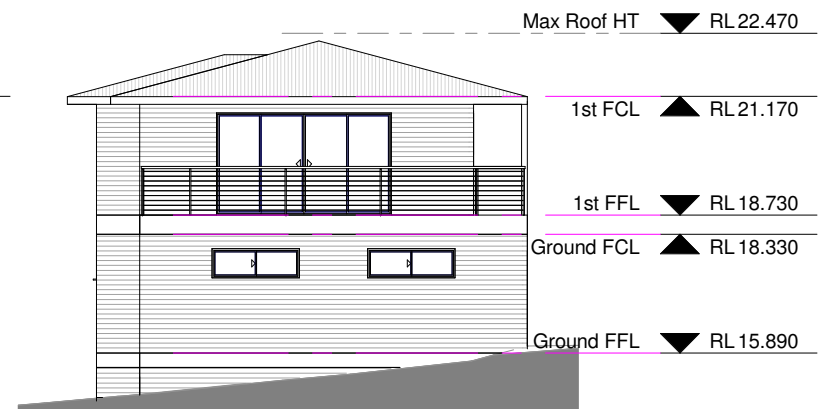 Max Roof HT RL 22.470
1st FCL RL 21.170
1st FFL RL 18.730
Ground FCL RL 18.330
Ground FFL RL 15.890